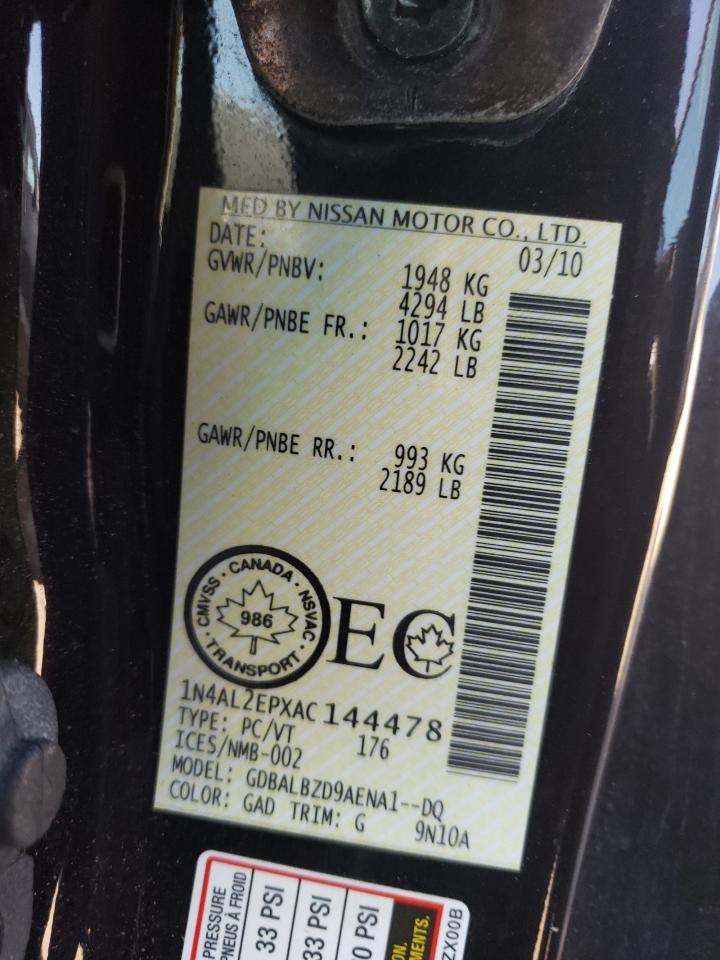 MFD BY NISSAN MOTOR CO., LTD.
DATE: 03/10
GVWR/PNBV: 1948 KG
4294 LB
GAWR/PNBE FR.: 1017 KG
2242 LB
GAWR/PNBE RR.: 993 KG
2189 LB
CMVSS · CANADA · NSVAC · TRANSPORT ·
986
EC
1N4AL2EPXAC144478
TYPE: PC/VT 176
ICES/NMB-002
MODEL: GDBALBZD9AENA1--DQ
COLOR: GAD TRIM: G 9N10A
PRESSURE
PNEUS À FROID
33 PSI
33 PSI
0 PSI
ZX00B